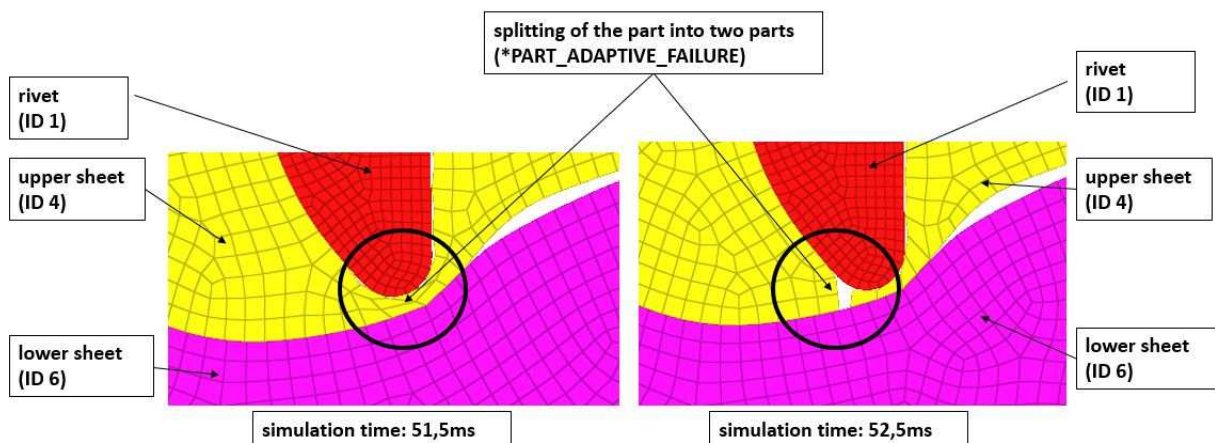 splitting of the part into two parts
(*PART_ADAPTIVE_FAILURE)
rivet
(ID 1)
upper sheet
(ID 4)
lower sheet
(ID 6)
rivet
(ID 1)
upper sheet
(ID 4)
lower sheet
(ID 6)
simulation time: 51,5ms
simulation time: 52,5ms